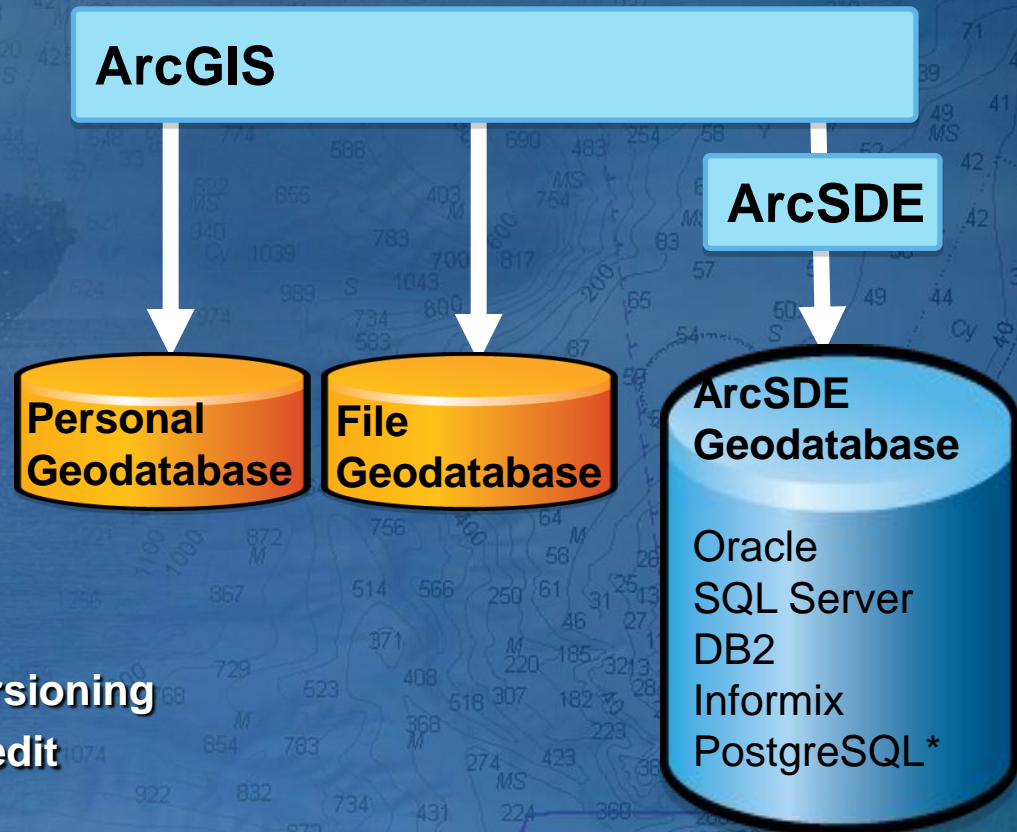 ArcGIS
ArcSDE
Personal
Geodatabase
File
Geodatabase
ArcSDE
Geodatabase
Oracle
SQL Server
DB2
Informix
PostgreSQL*
rsioning
edit